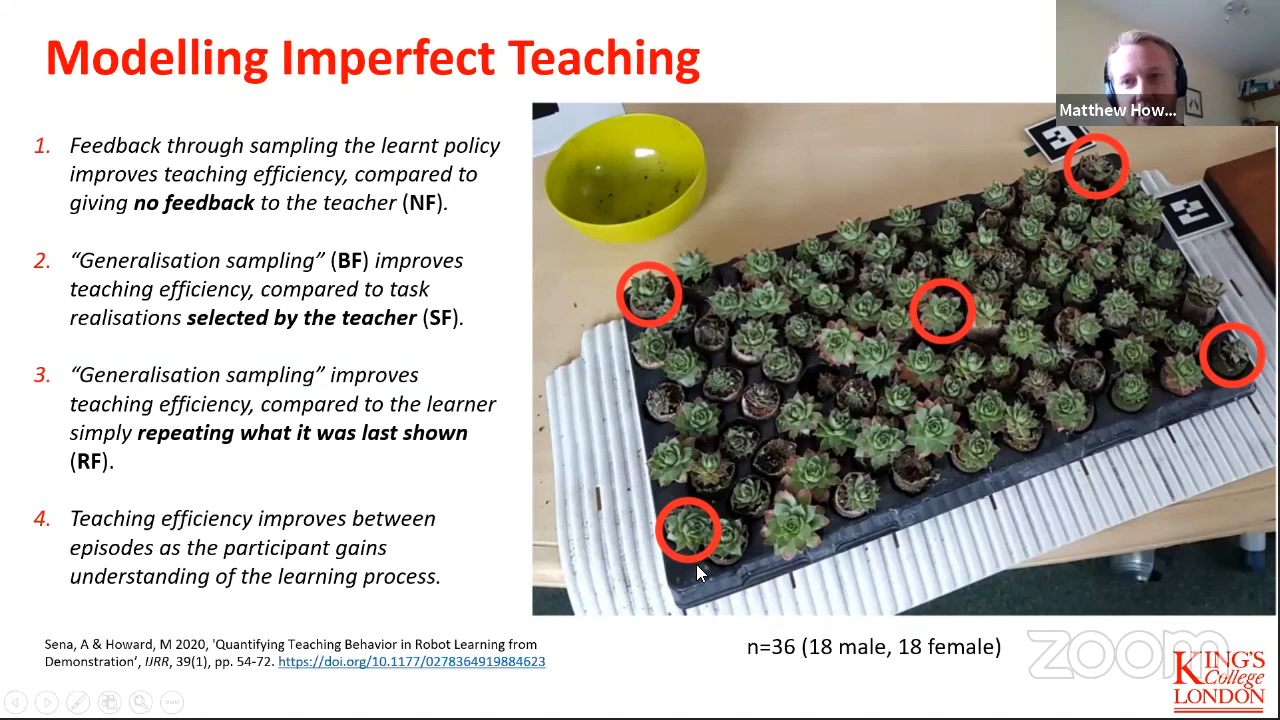 Modelling Imperfect Teaching
Matthew How...
1. Feedback through sampling the learnt policy
improves teaching efficiency, compared to
giving no feedback to the teacher (NF).
2. “Generalisation sampling” (BF) improves
teaching efficiency, compared to task
realisations selected by the teacher (SF).
3. “Generalisation sampling” improves
teaching efficiency, compared to the learner
simply repeating what it was last shown
(RF).
4. Teaching efficiency improves between
episodes as the participant gains
understanding of the learning process.
Sena, A & Howard, M 2020, 'Quantifying Teaching Behavior in Robot Learning from
Demonstration', IJRR, 39(1), pp. 54-72. https://doi.org/10.1177/0278364919884623
n=36 (18 male, 18 female)
zoom
KING'S
College
LONDON